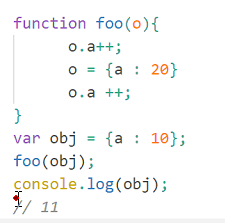 function foo(o){
o.a++;
o = {a : 20}
o.a ++;
}
var obj = {a : 10};
foo(obj);
console.log(obj);
// 11